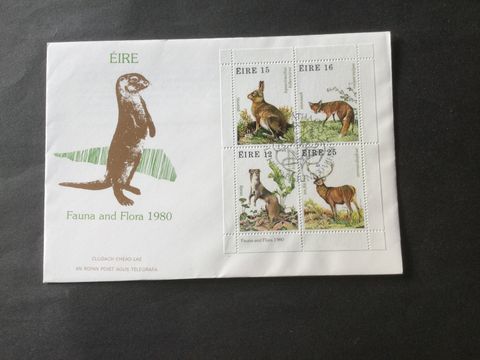 ÉIRE
Fauna and Flora 1980
CLÚDACH CHÉAD-LAE
AN ROINN POIST AGUS TELEGRAFA
ÉIRE 15
ÉIRE 16
ÉIRE 12
ÉIRE 25
Fauna and Flora 1980